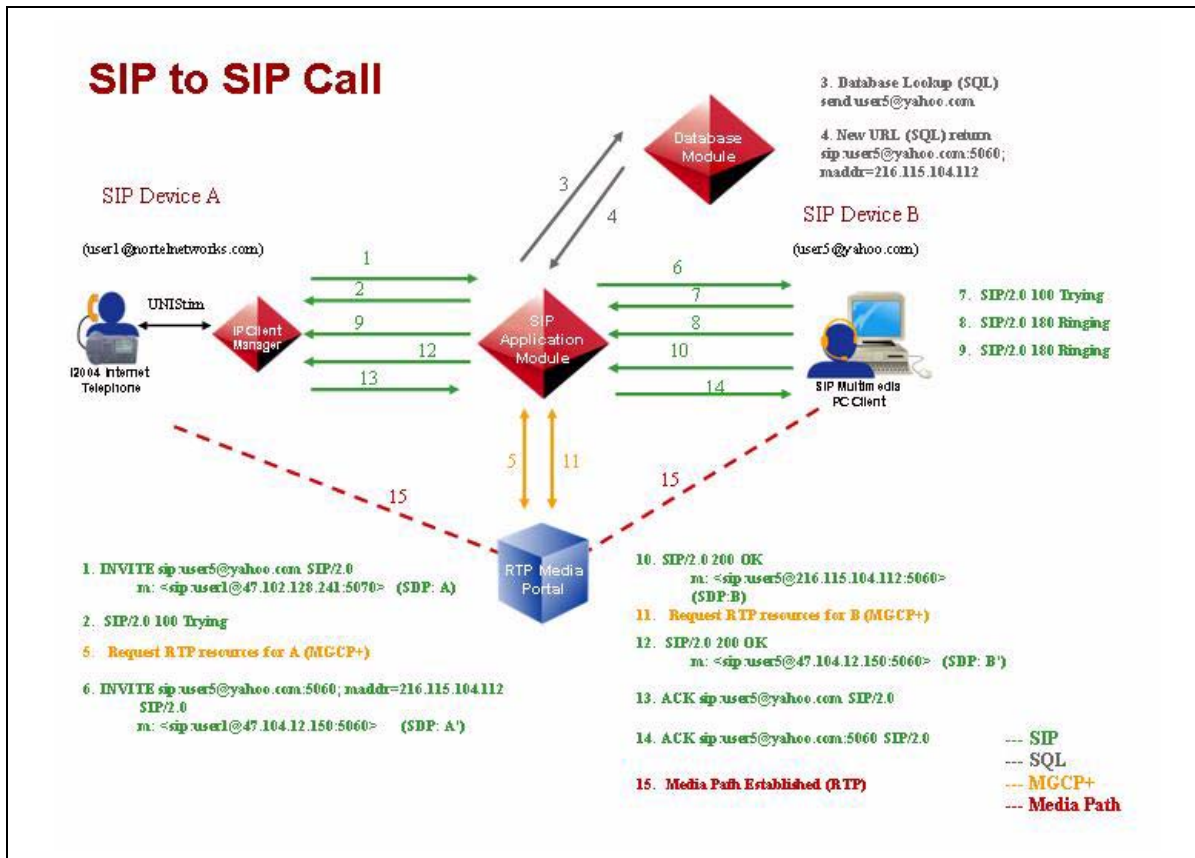 SIP to SIP Call
3. Database Lookup (SQL)
send user5@yahoo.com
4. New URL (SQL) return
sip:user5@yahoo.com:5060;
maddr=216.115.104.112
Database
Module
3
4
SIP Device A
(user1@nortelnetworks.com)
SIP Device B
(user5@yahoo.com)
UNIStim
I2004 Internet
Telephone
IP Client
Manager
1
2
9
12
13
SIP
Application
Module
6
7
8
10
14
SIP Multimedia
PC Client
7. SIP/2.0 100 Trying
8. SIP/2.0 180 Ringing
9. SIP/2.0 180 Ringing
5
11
15
15
RTP Media
Portal
1. INVITE sip:user5@yahoo.com SIP/2.0
m: <sip:user1@47.102.128.241:5070> (SDP: A)
2. SIP/2.0 100 Trying
5. Request RTP resources for A (MGCP+)
6. INVITE sip:user5@yahoo.com:5060; maddr=216.115.104.112
SIP/2.0
m: <sip:user1@47.104.12.150:5060> (SDP: A')
10. SIP/2.0 200 OK
m: <sip:user5@216.115.104.112:5060>
(SDP:B)
11. Request RTP resources for B (MGCP+)
12. SIP/2.0 200 OK
m: <sip:user5@47.104.12.150:5060> (SDP: B')
13. ACK sip:user5@yahoo.com SIP/2.0
14. ACK sip:user5@yahoo.com:5060 SIP/2.0
15. Media Path Established (RTP)
--- SIP
--- SQL
--- MGCP+
--- Media Path